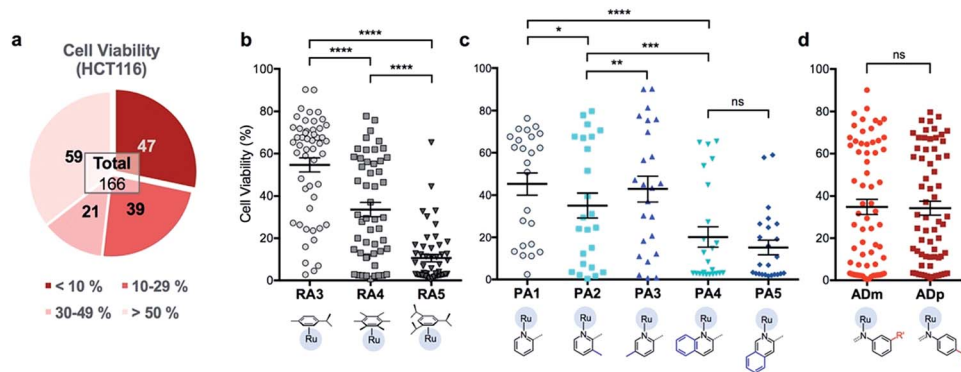 a
Cell Viability
(HCT116)
47
59
Total
166
21
39
< 10 %
10-29 %
30-49 %
> 50 %
b
****
****
****
Cell Viability (%)
100
80
60
40
20
0
RA3
RA4
RA5
Ru
Ru
Ru
c
****
*
***
**
ns
100
80
60
40
20
0
PA1
PA2
PA3
PA4
PA5
Ru
Ru
Ru
Ru
Ru
N
N
N
N
N
d
ns
100
80
60
40
20
0
ADm
ADp
Ru
Ru
N
R'
N